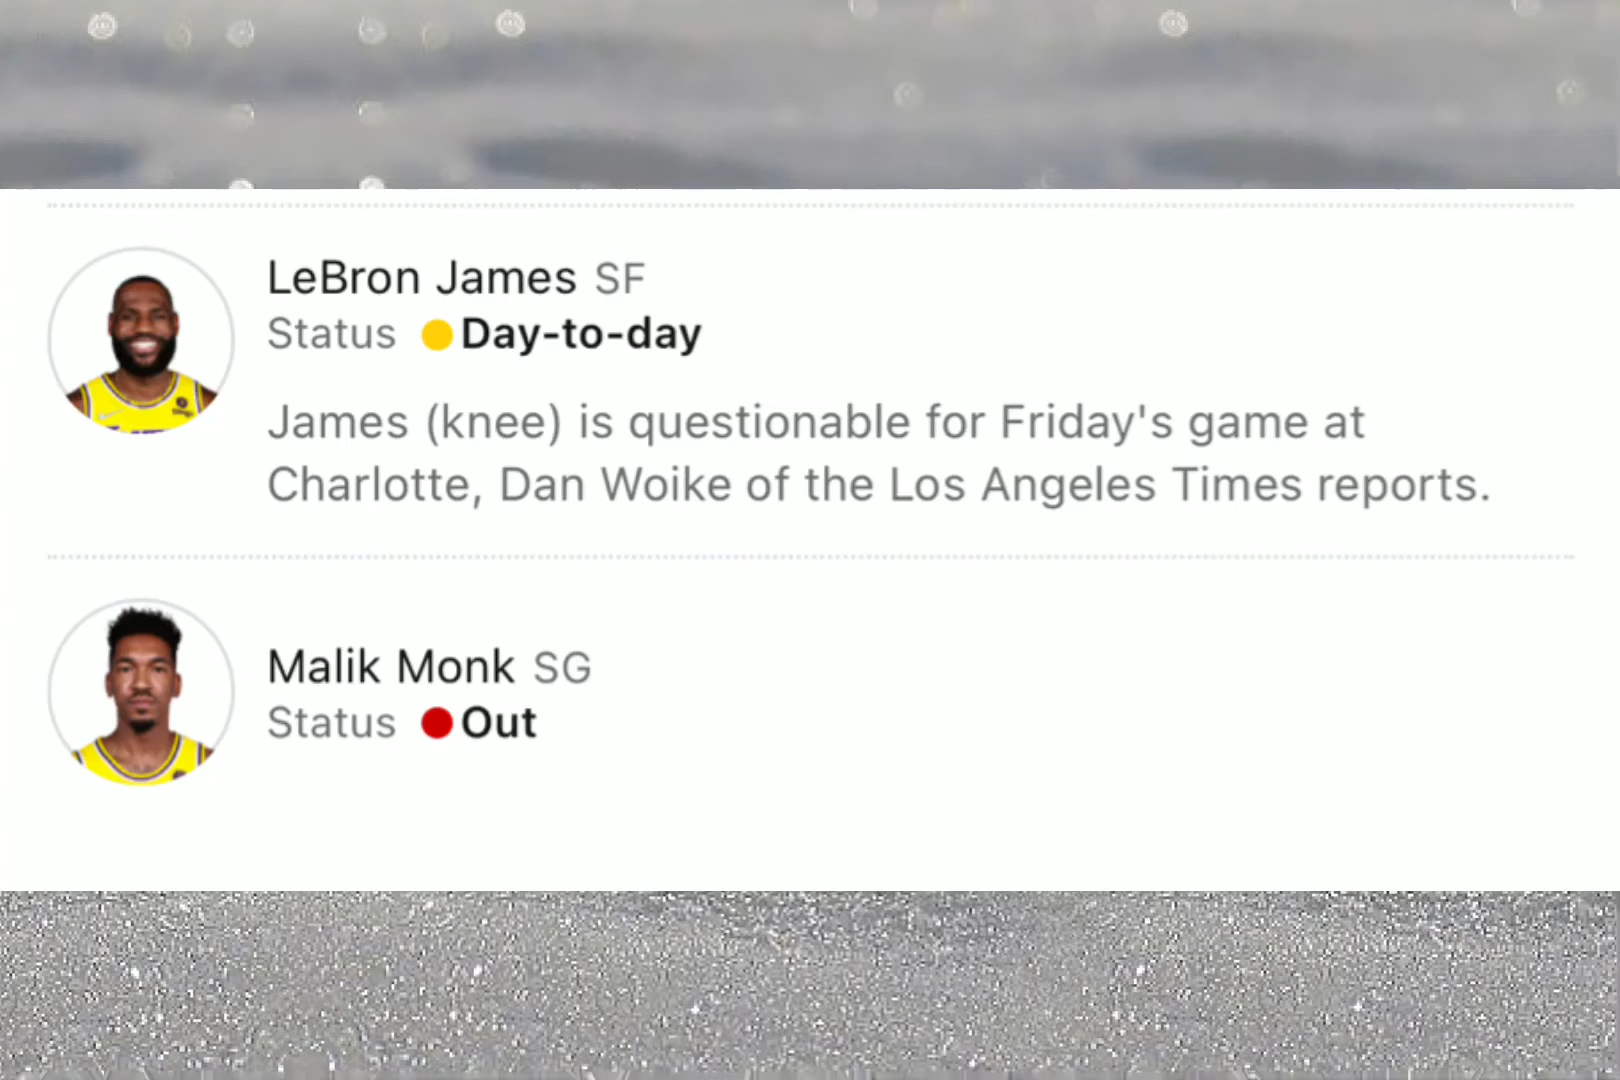 LeBron James SF
Status Day-to-day
James (knee) is questionable for Friday's game at
Charlotte, Dan Woike of the Los Angeles Times reports.
Malik Monk SG
Status Out